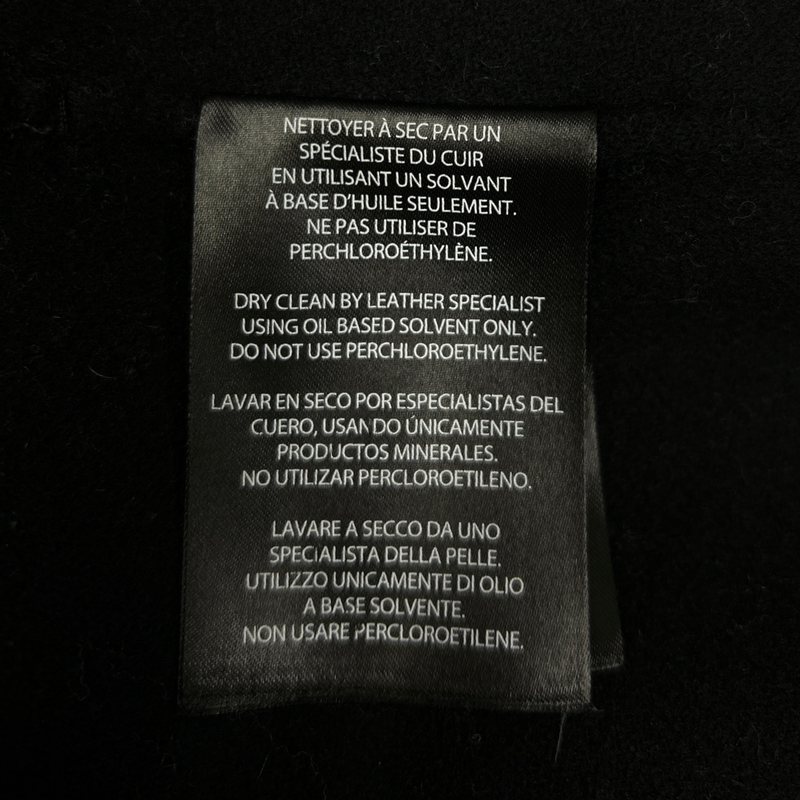 NETTOYER À SEC PAR UN
SPÉCIALISTE DU CUIR
EN UTILISANT UN SOLVANT
À BASE D'HUILE SEULEMENT.
NE PAS UTILISER DE
PERCHLOROÉTHYLÈNE.
DRY CLEAN BY LEATHER SPECIALIST
USING OIL BASED SOLVENT ONLY.
DO NOT USE PERCHLOROETHYLENE.
LAVAR EN SECO POR ESPECIALISTAS DEL
CUERO, USANDO ÚNICAMENTE
PRODUCTOS MINERALES.
NO UTILIZAR PERCLOROETILENO.
LAVARE A SECCO DA UNO
SPECIALISTA DELLA PELLE.
UTILIZZO UNICAMENTE DI OLIO
A BASE SOLVENTE.
NON USARE PERCLOROETILENE.